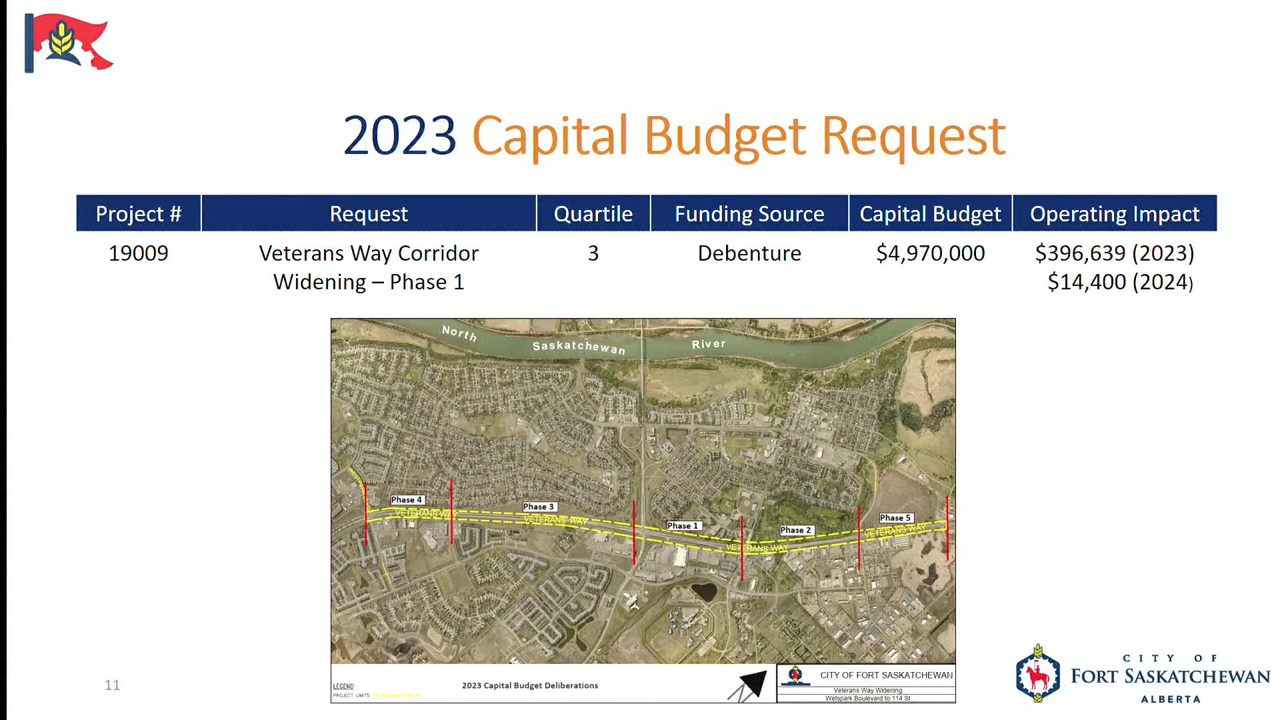 2023 Capital Budget Request
Project # Request Quartile Funding Source Capital Budget Operating Impact
19009 Veterans Way Corridor 3 Debenture $4,970,000 $396,639 (2023)
Widening – Phase 1 $14,400 (2024)
North Saskatchewan River
Phase 4
Phase 3
Phase 1
Phase 2
Phase 5
VETERANS WAY
VETERANS WAY
VETERANS WAY
VETERANS WAY
LEGEND
PROJECT LIMITS
2023 Capital Budget Deliberations
CITY OF FORT SASKATCHEWAN
Veterans Way Widening
Wetspark Boulevard to 114 St
11
CITY OF
FORT SASKATCHEWAN
ALBERTA